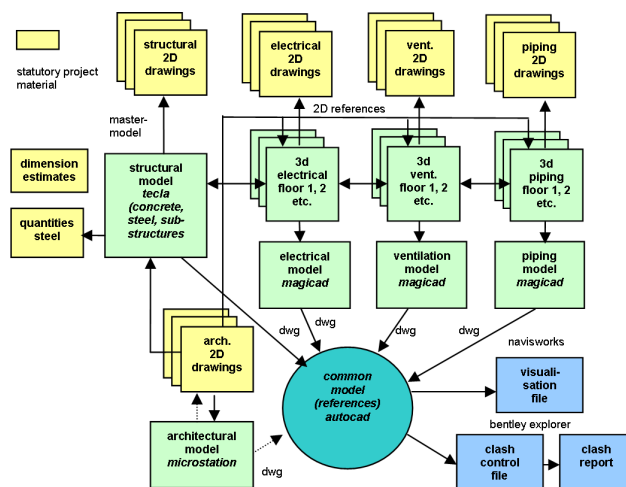 structural
2D
drawings
electrical
2D
drawings
vent.
2D
drawings
piping
2D
drawings
statutory project
material
2D references
master-
model
dimension
estimates
structural
model
tecla
(concrete,
steel, sub-
structures
3d
electrical
floor 1, 2
etc.
3d
vent.
floor 1, 2
etc.
3d
piping
floor 1, 2
etc.
quantities
steel
electrical
model
magicad
ventilation model
magicad
piping model
magicad
dwg
dwg
dwg
dwg
navisworks
arch.
2D
drawings
common
model
(references)
autocad
visuali-
sation
file
bentley explorer
architectural
model
microstation
dwg
clash
control
file
clash
report